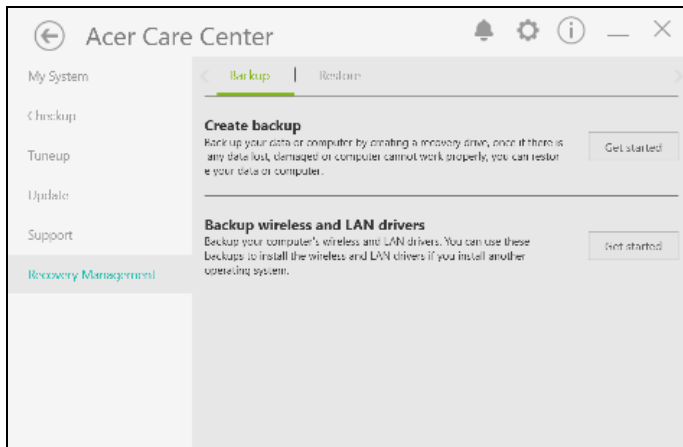 Acer Care Center
My System
Backup
Restore
Checkup
Create backup
Back up your data or computer by creating a recovery drive, once if there is
any data lost, damaged or computer cannot work properly, you can restor
e your data or computer.
Get started
Tuneup
Update
Support
Backup wireless and LAN drivers
Backup your computer's wireless and LAN drivers. You can use these
backups to install the wireless and LAN drivers if you install another
operating system.
Get started
Recovery Management